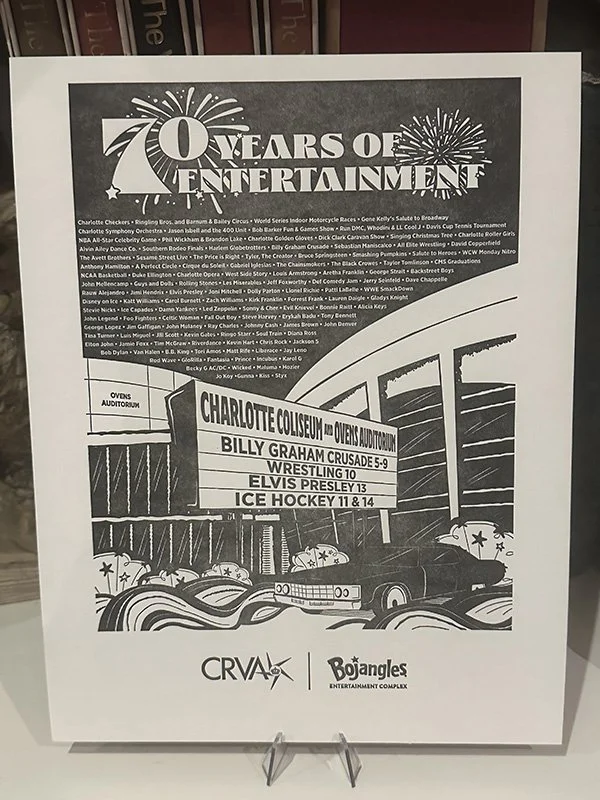 The
The
The
70 YEARS OF
ENTERTAINMENT
Charlotte Checkers • Ringling Bros. and Barnum & Bailey Circus • World Series Indoor Motorcycle Races • Gene Kelly's Salute to Broadway
Charlotte Symphony Orchestra • Jason Isbell and the 400 Unit • Bob Barker Fun & Games Show • Run DMC, Whodini & LL Cool J • Davis Cup Tennis Tournament
NBA All-Star Celebrity Game • Phil Wickham & Brandon Lake • Charlotte Golden Gloves • Dick Clark Caravan Show • Singing Christmas Tree • Charlotte Roller Girls
Alvin Ailey Dance Co. • Southern Rodeo Finals • Harlem Globetrotters • Billy Graham Crusade • Sebastian Maniscalco • All Elite Wrestling • David Copperfield
The Avett Brothers • Sesame Street Live • The Price is Right • Tyler, The Creator • Bruce Springsteen • Smashing Pumpkins • Salute to Heroes • WCW Monday Nitro
Anthony Hamilton • A Perfect Circle • Cirque du Soleil • Gabriel Iglesias • The Chainsmokers • The Black Crowes • Tayler Tomlinson • CMS Graduations
NCAA Basketball • Duke Ellington • Charlotte Opera • West Side Story • Louis Armstrong • Aretha Franklin • George Strait • Backstreet Boys
John Mellencamp • Guys and Dolls • Rolling Stones • Les Miserables • Jeff Foxworthy • Def Comedy Jam • Jerry Seinfeld • Dave Chappelle
Rauw Alejandro • Jimi Hendrix • Elvis Presley • Joni Mitchell • Dolly Parton • Lionel Richie • Patti LaBelle • WWE SmackDown
Disney on Ice • Katt Williams • Carol Burnett • Zach Williams • Kirk Franklin • Forrest Frank • Lauren Daigle • Gladys Knight
Stevie Nicks • Ice Capades • Damn Yankees • Led Zeppelin • Sonny & Cher • Evil Knievel • Bonnie Raitt • Alicia Keys
John Legend • Foo Fighters • Celtic Woman • Fall Out Boy • Steve Harvey • Erykah Badu • Tony Bennett
George Lopez • Jim Gaffigan • John Mulaney • Ray Charles • Johnny Cash • James Brown • John Denver
Tina Turner • Luis Miguel • Jill Scott • Kevin Gates • Ringo Starr • Soul Train • Diana Ross
Elton John • Jamie Foxx • Tim McGraw • Riverdance • Kevin Hart • Chris Rock • Jackson 5
Bob Dylan • Van Halen • B.B. King • Tori Amos • Matt Rife • Liberace • Jay Leno
Rod Wave • GloRilla • Fantasia • Prince • Incubus • Karol G
Becky G AC/DC • Wicked • Maluma • Hozier
Jo Koy • Gunna • Kiss • Styx
OVENS
AUDITORIUM
CHARLOTTE COLISEUM AND OVENS AUDITORIUM
BILLY GRAHAM CRUSADE 5-9
WRESTLING 10
ELVIS PRESLEY 13
ICE HOCKEY 11 & 14
CRVA
Bojangles
ENTERTAINMENT COMPLEX